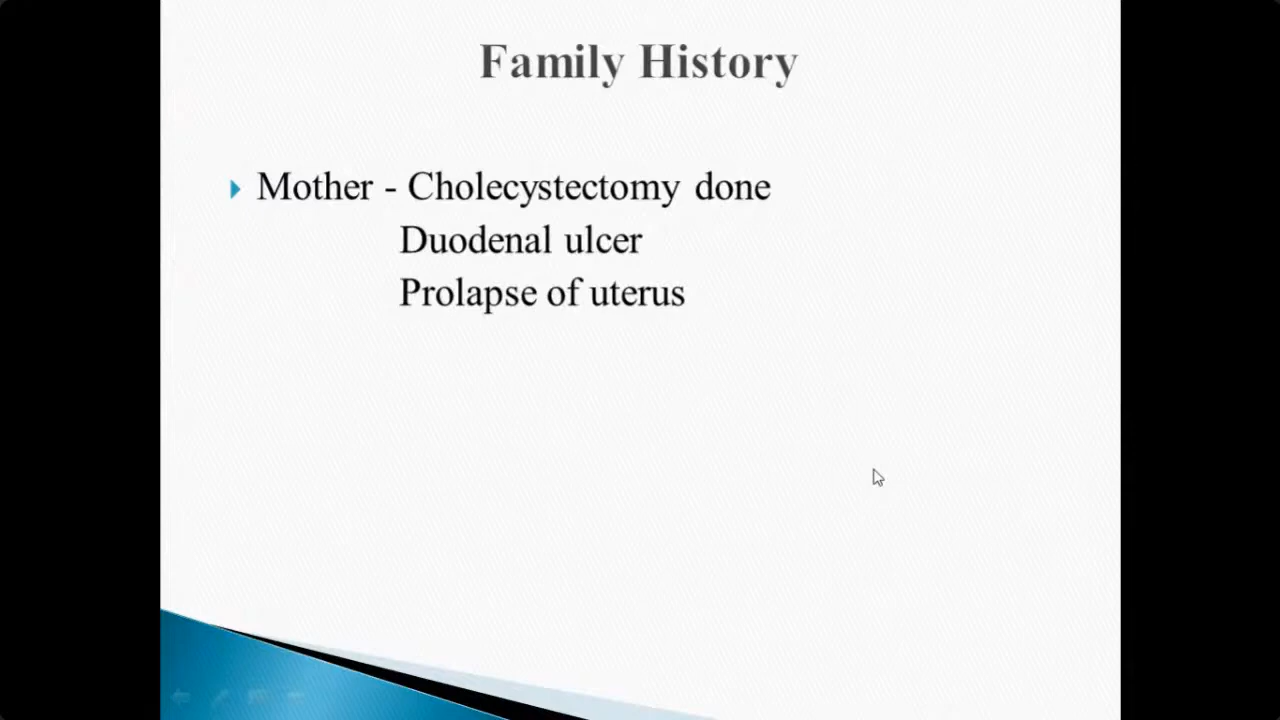 Family History
Mother - Cholecystectomy done
Duodenal ulcer
Prolapse of uterus